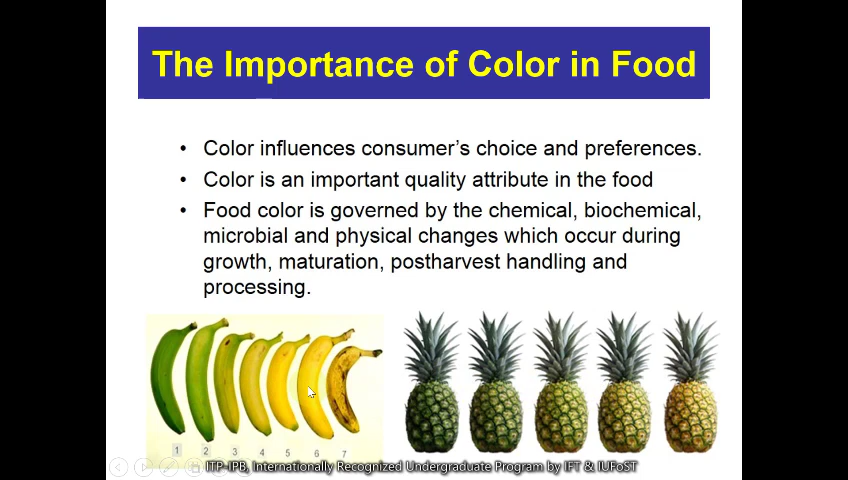 The Importance of Color in Food
• Color influences consumer's choice and preferences.
• Color is an important quality attribute in the food
• Food color is governed by the chemical, biochemical,
microbial and physical changes which occur during
growth, maturation, postharvest handling and
processing.
1 2 3 4 5 6 7
ITP-IPB, Internationally Recognized Undergraduate Program by IFT & IUFoST